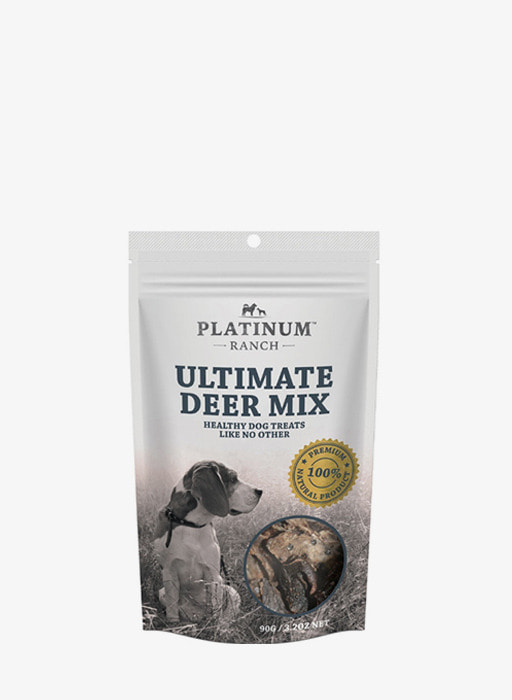 PLATINUM™
RANCH
ULTIMATE
DEER MIX
HEALTHY DOG TREATS
LIKE NO OTHER
PREMIUM
100%
NATURAL PRODUCT
90G / 3.2OZ NET